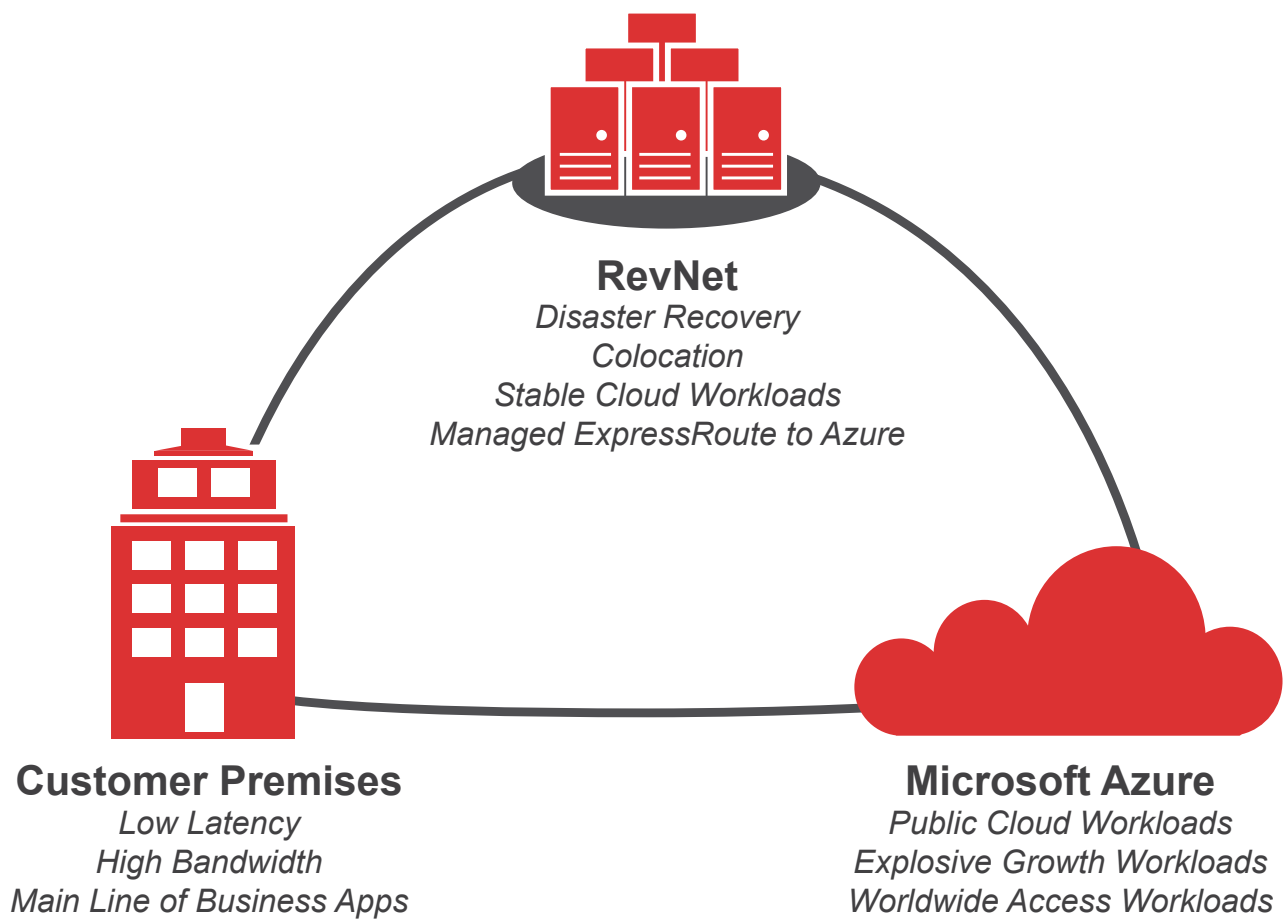 RevNet
Disaster Recovery
Colocation
Stable Cloud Workloads
Managed ExpressRoute to Azure
Customer Premises
Low Latency
High Bandwidth
Main Line of Business Apps
Microsoft Azure
Public Cloud Workloads
Explosive Growth Workloads
Worldwide Access Workloads